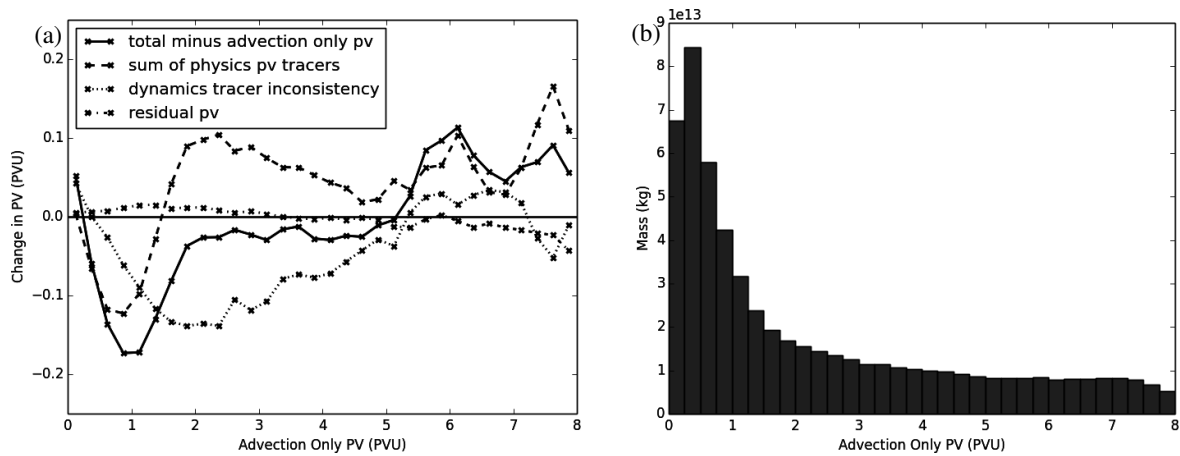 (a)
total minus advection only pv
sum of physics pv tracers
dynamics tracer inconsistency
residual pv
0.2
0.1
0.0
−0.1
−0.2
Change in PV (PVU)
0 1 2 3 4 5 6 7 8
Advection Only PV (PVU)
(b)
1e13
9
8
7
6
5
4
3
2
1
0
Mass (kg)
0 1 2 3 4 5 6 7 8
Advection Only PV (PVU)